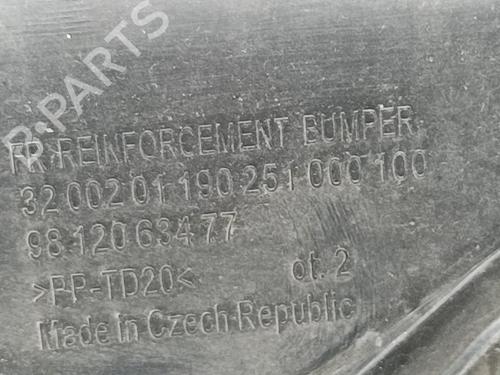 B-PARTS
FR REINFORCEMENT BUMPER
32 002 01 190 251 000 100
98 120 634 77
>PP-TD20< ot. 2
Made In Czech Republic